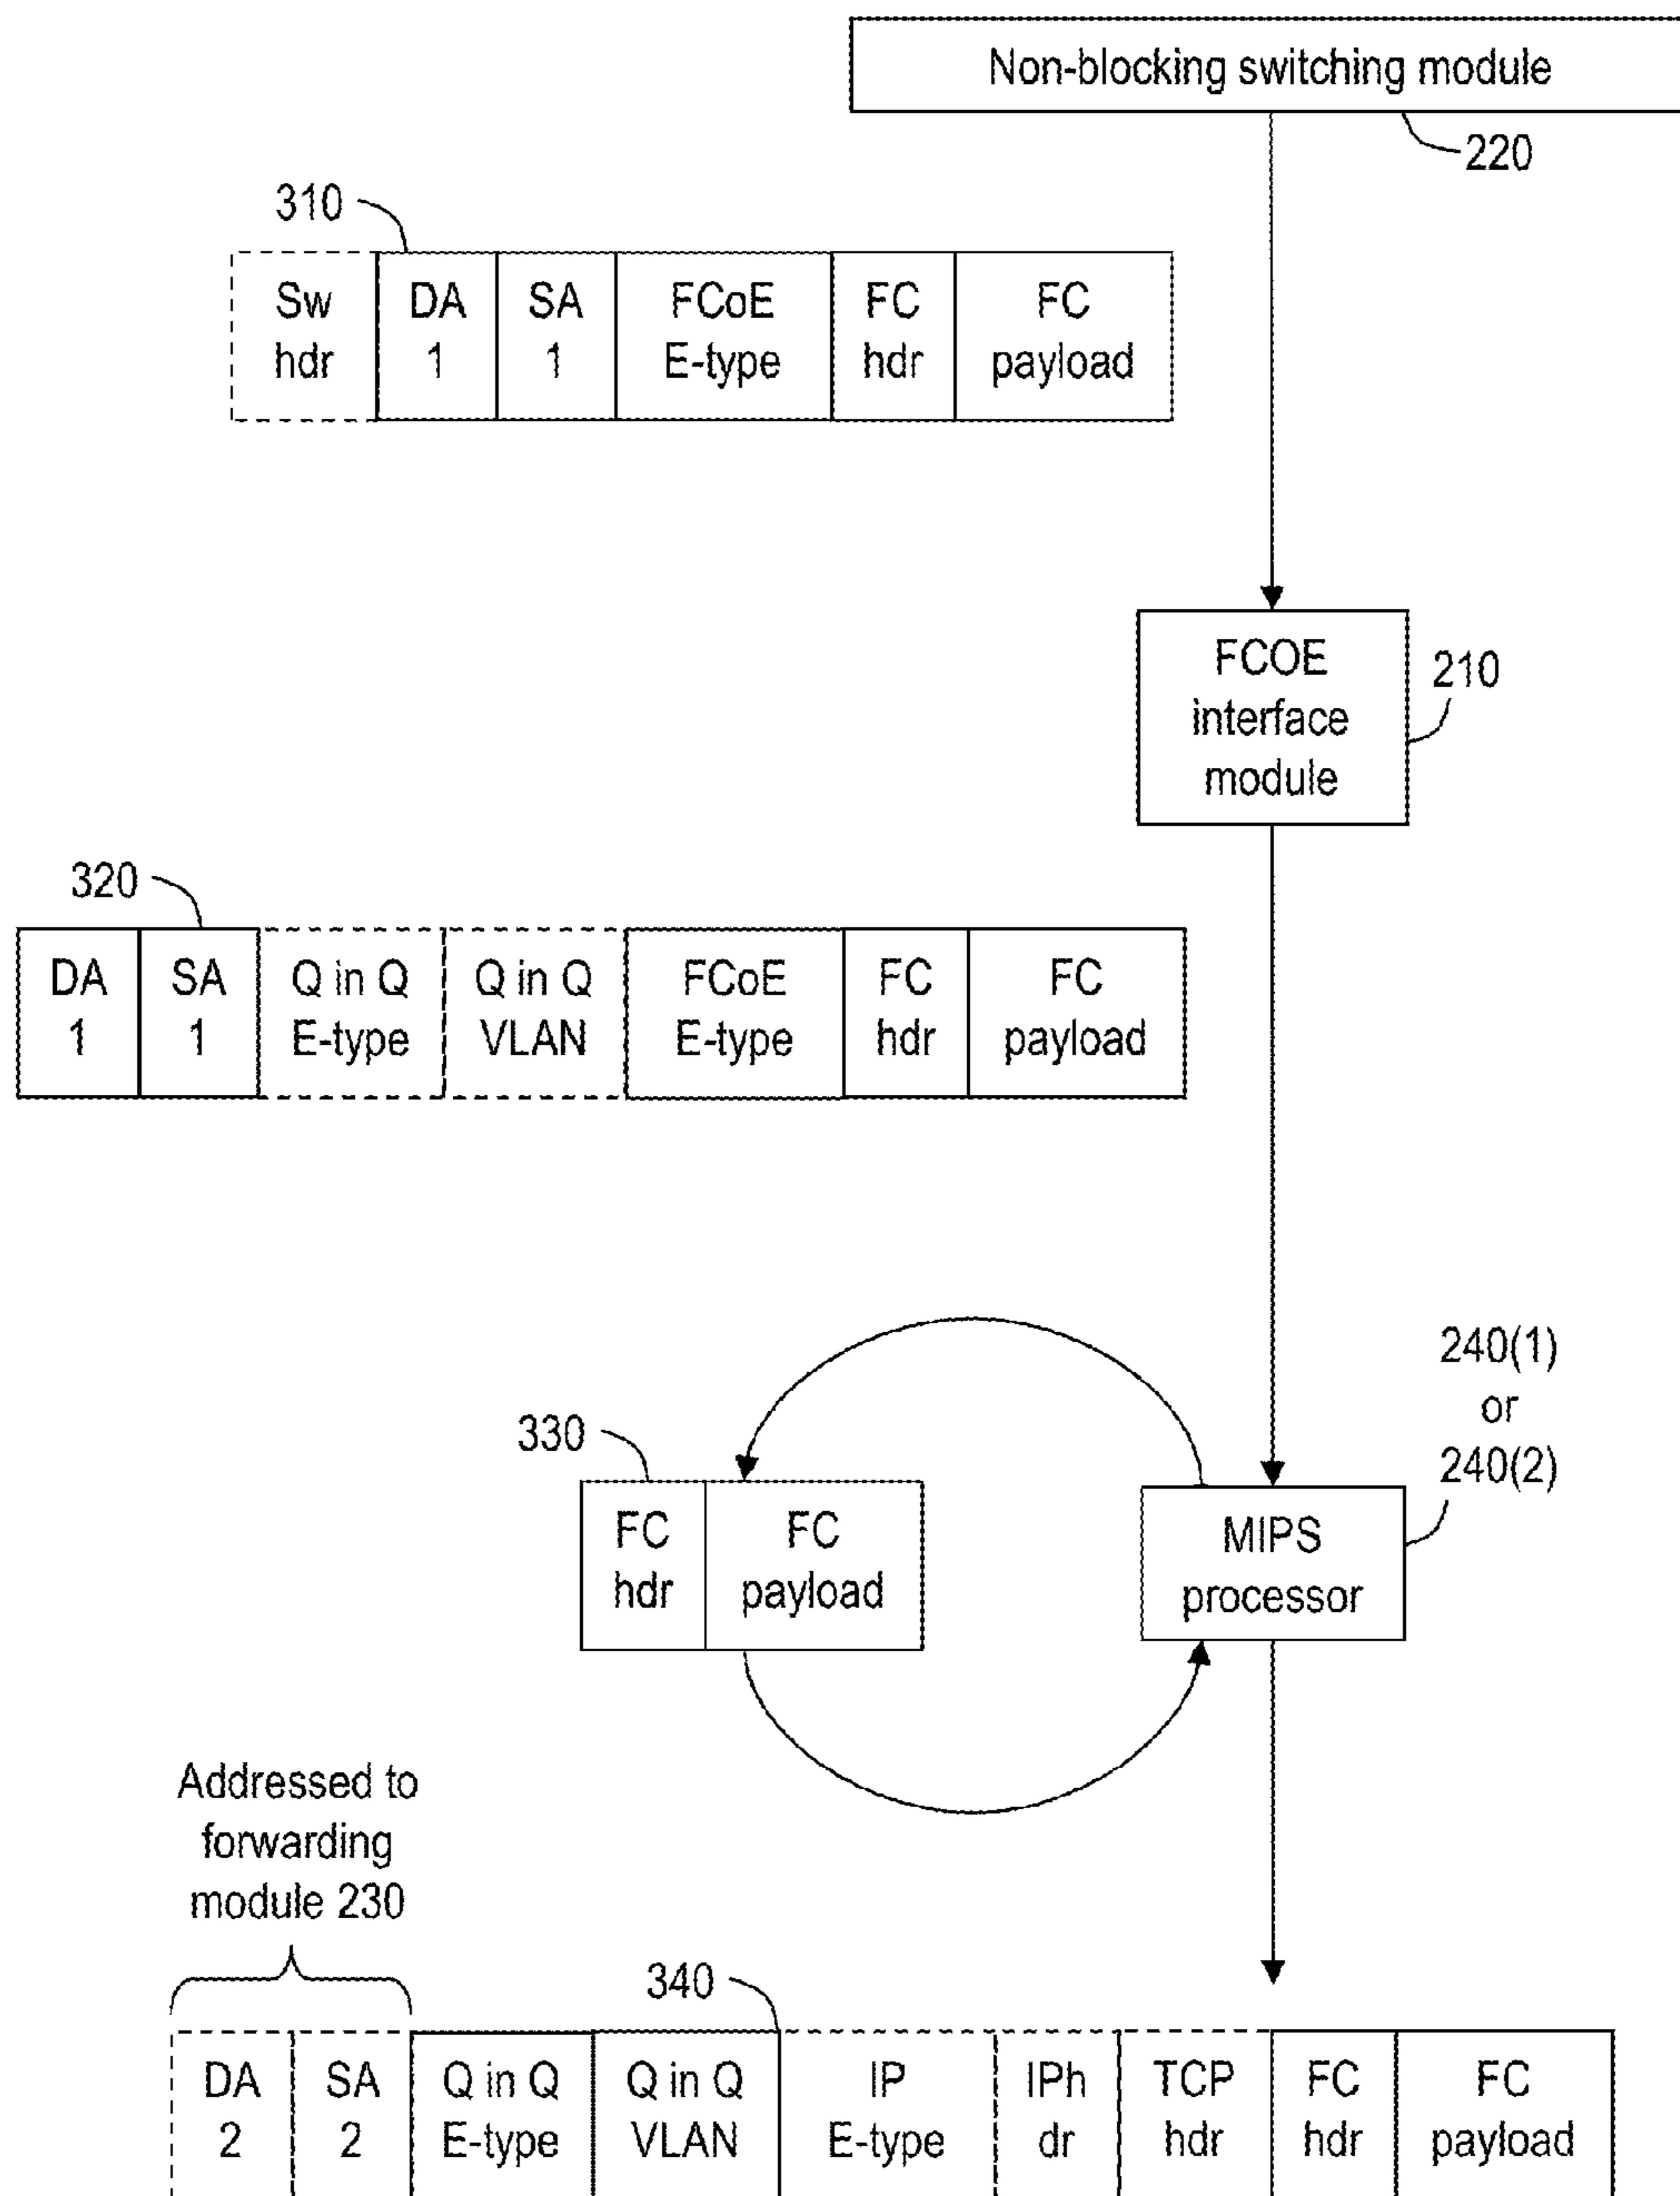 Non-blocking switching module
220
310
Sw hdr
DA 1
SA 1
FCoE E-type
FC hdr
FC payload
FCOE
interface
module
210
320
DA 1
SA 1
Q in Q E-type
Q in Q VLAN
FCoE E-type
FC hdr
FC payload
240(1)
or
240(2)
330
FC hdr
FC payload
MIPS
processor
Addressed to
forwarding
module 230
340
DA 2
SA 2
Q in Q E-type
Q in Q VLAN
IP E-type
IPh dr
TCP hdr
FC hdr
FC payload